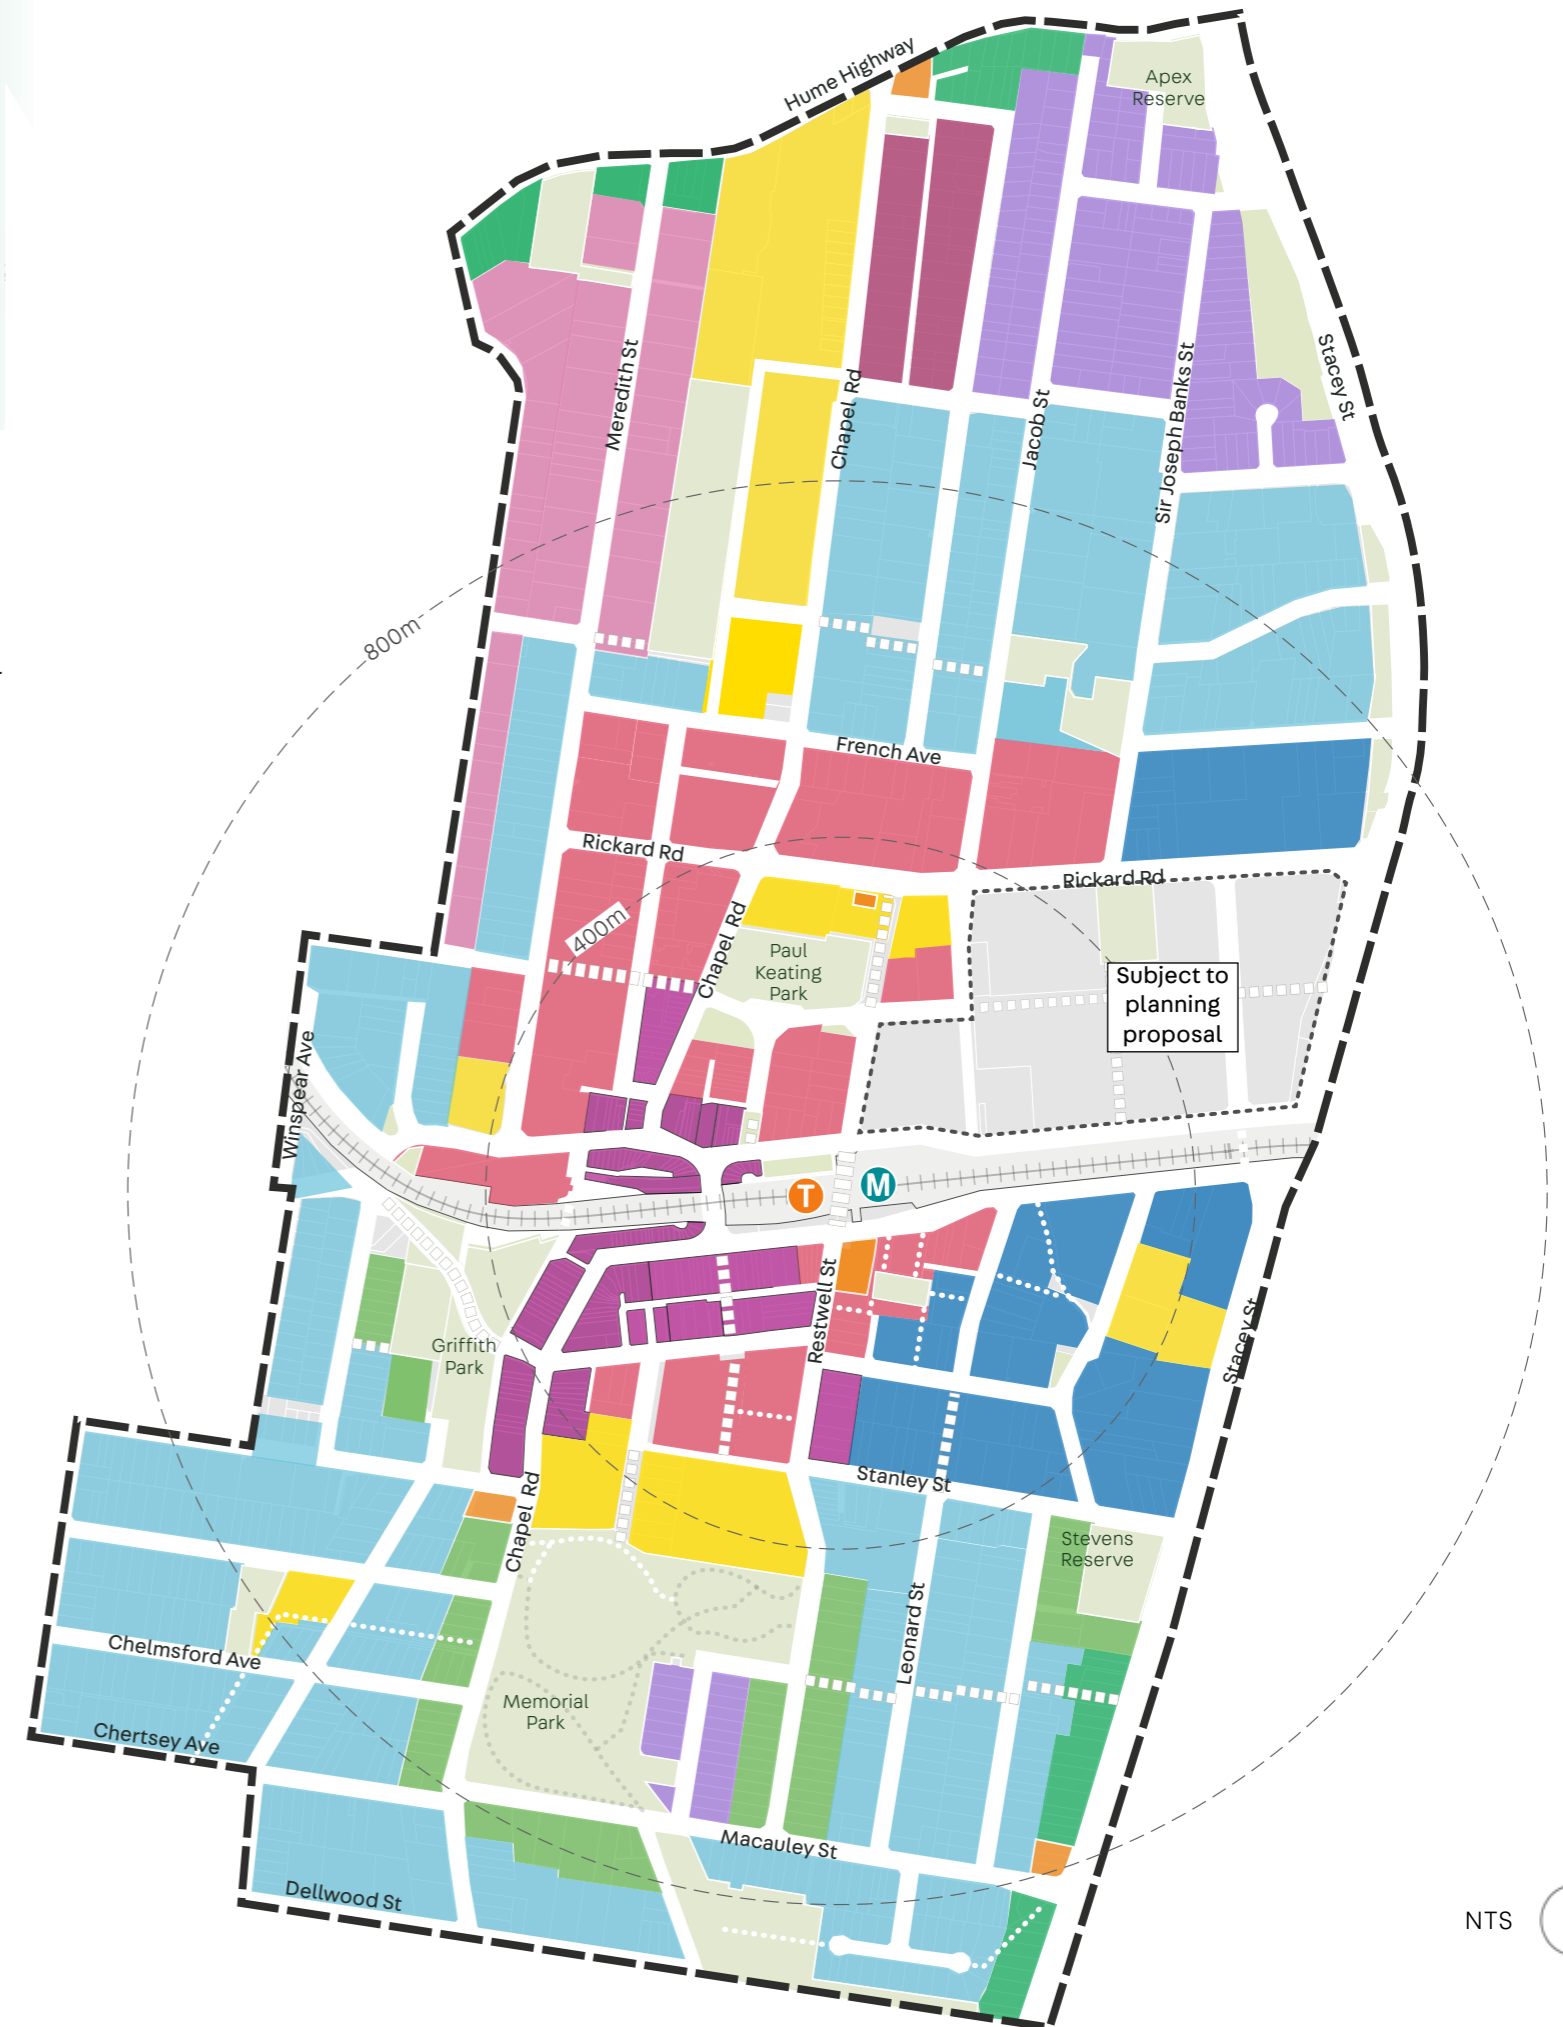 Hume Highway
Apex
Reserve
Stacey St
Meredith St
Chapel Rd
Jacob St
Sir Joseph Banks St
800m
French Ave
Rickard Rd
Rickard Rd
400m
Chapel Rd
Paul
Keating
Park
Subject to
planning
proposal
Winspear Ave
T
M
Restwell St
Griffith
Park
Stacey St
Stanley St
Chapel Rd
Stevens
Reserve
Leonard St
Chelmsford Ave
Memorial
Park
Chertsey Ave
Macauley St
Dellwood St
NTS